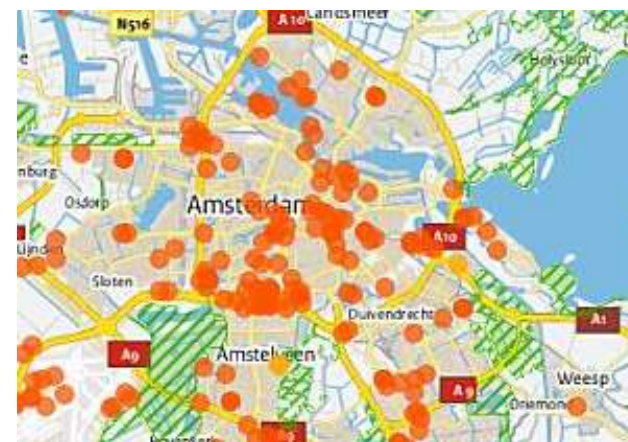 Landsmeer
A10
N516
Holysloot
Osdorp
Amsterdam
A10
Sloten
Duivendrecht
A1
A9
Amstelveen
Weesp
A9